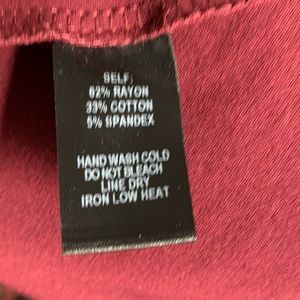 SELF:
62% RAYON
33% COTTON
5% SPANDEX
HAND WASH COLD
DO NOT BLEACH
LINE DRY
IRON LOW HEAT